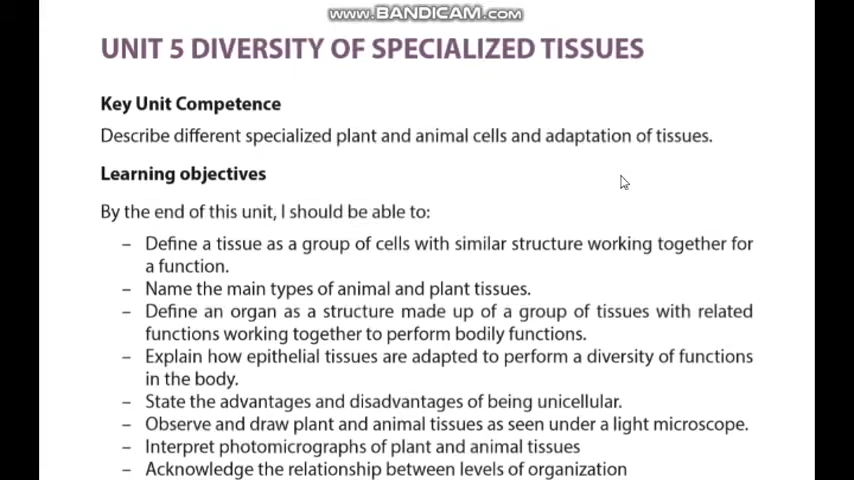 www.BANDICAM.com
UNIT 5 DIVERSITY OF SPECIALIZED TISSUES
Key Unit Competence
Describe different specialized plant and animal cells and adaptation of tissues.
Learning objectives
By the end of this unit, I should be able to:
– Define a tissue as a group of cells with similar structure working together for
a function.
– Name the main types of animal and plant tissues.
– Define an organ as a structure made up of a group of tissues with related
functions working together to perform bodily functions.
– Explain how epithelial tissues are adapted to perform a diversity of functions
in the body.
– State the advantages and disadvantages of being unicellular.
– Observe and draw plant and animal tissues as seen under a light microscope.
– Interpret photomicrographs of plant and animal tissues
– Acknowledge the relationship between levels of organization